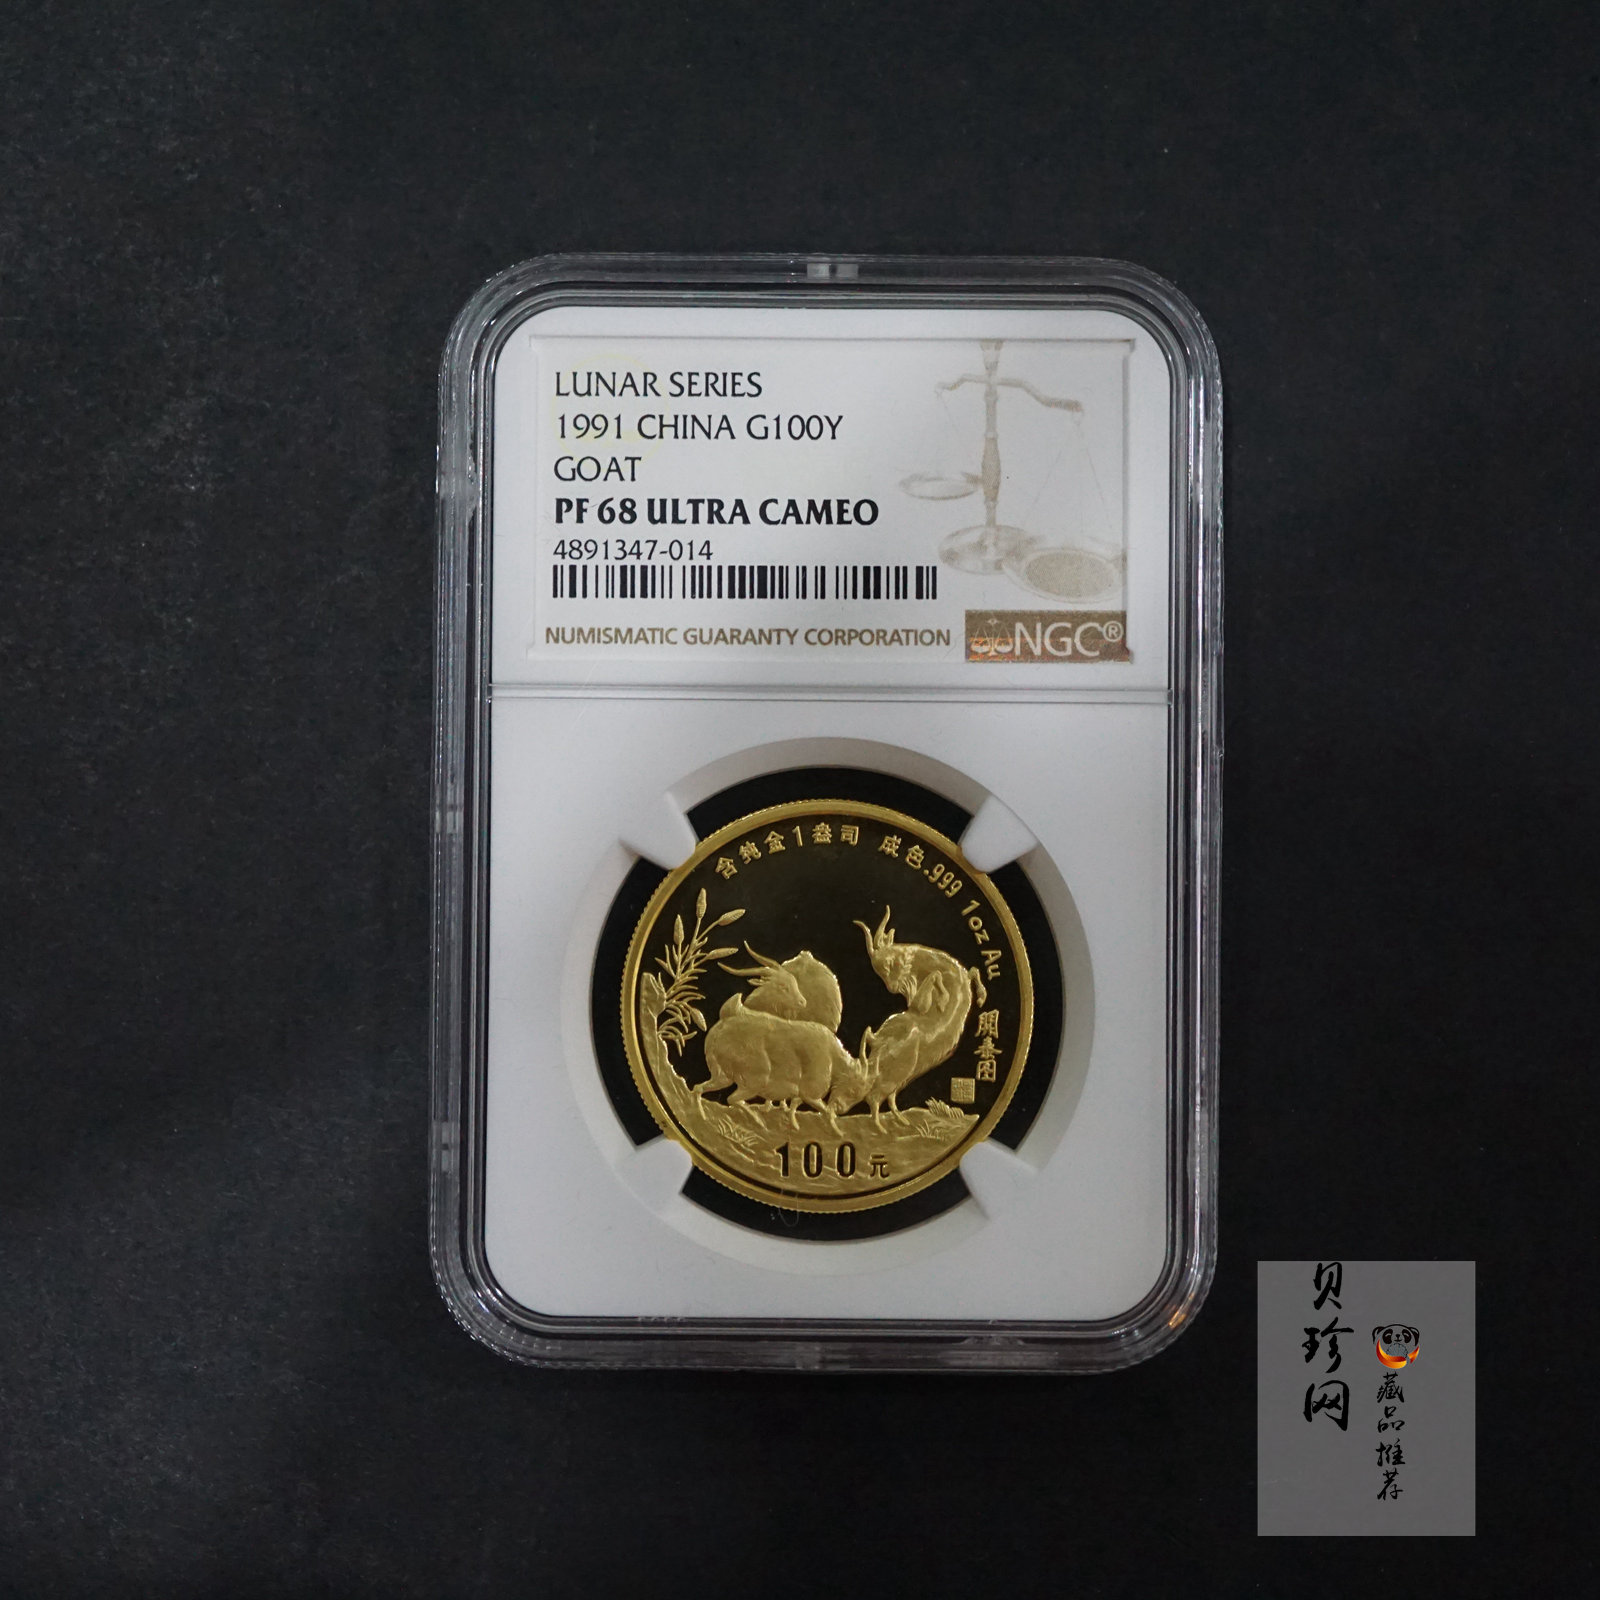 LUNAR SERIES
1991 CHINA G100Y
GOAT
PF 68 ULTRA CAMEO
4891347-014
NUMISMATIC GUARANTY CORPORATION
NGC®
含纯金1盎司 成色.999 1oz Au
開泰图
100元
贝珍网
藏品推荐